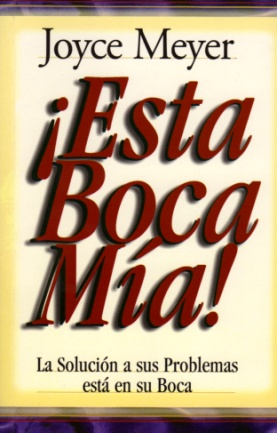 Joyce Meyer
¡Esta
Boca
Mía!
La Solución a sus Problemas
está en su Boca